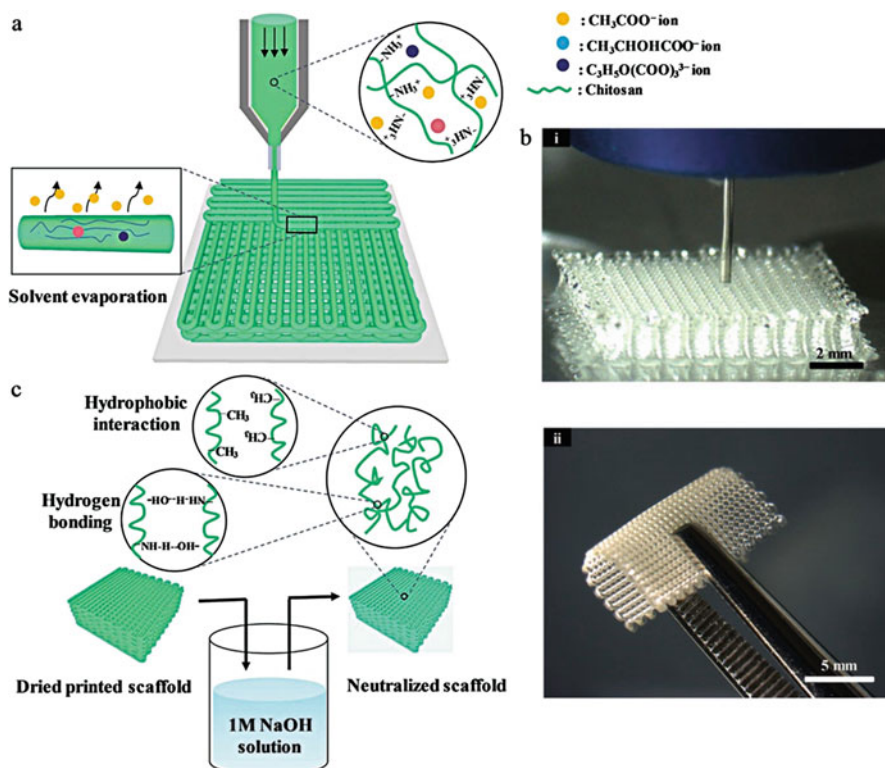 a
-NH₃⁺
-NH₃⁺
⁺₃HN-
⁺₃HN-
⁺₃HN-
: CH₃COO⁻ ion
: CH₃CHOHCOO⁻ ion
: C₃H₅O(COO)₃³⁻ ion
: Chitosan
Solvent evaporation
b
i
2 mm
c
Hydrophobic
interaction
CH₃
-CH₃
CH₃
CH₃
Hydrogen
bonding
-HO--H-HN-
NH-H--OH-
Dried printed scaffold
1M NaOH
solution
Neutralized scaffold
ii
5 mm